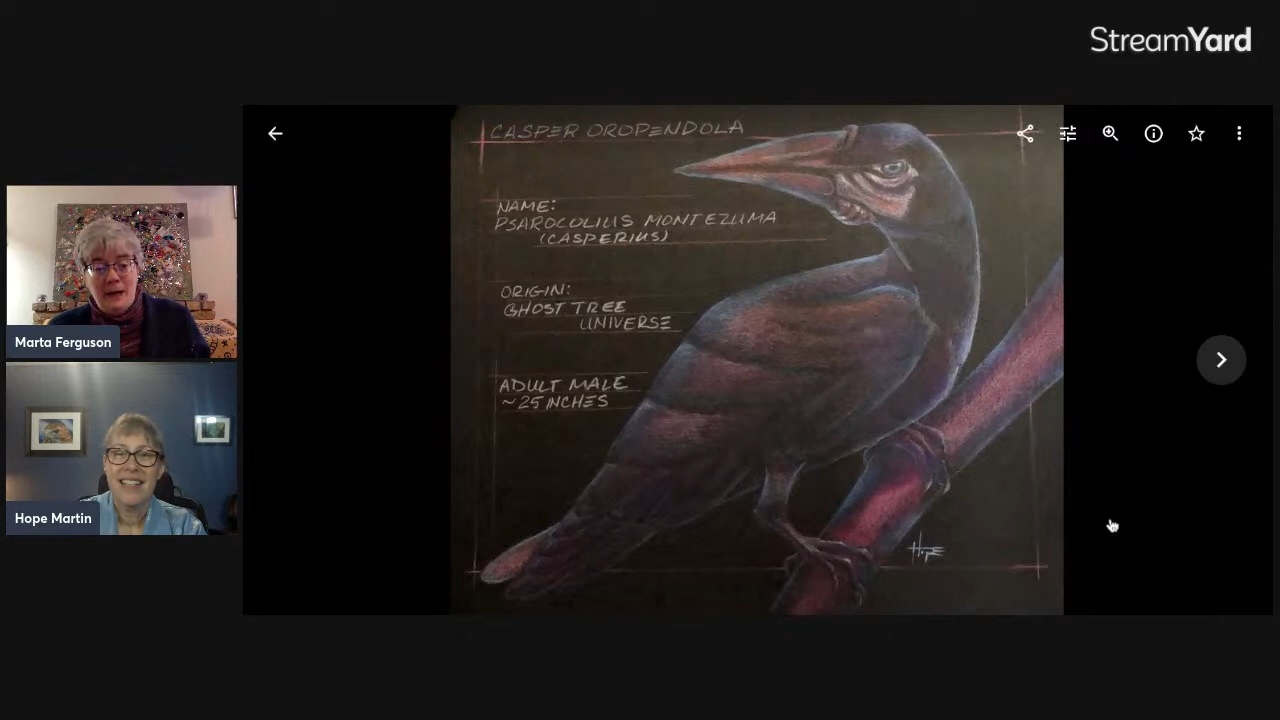 StreamYard
CASPER OROPENDOLA
NAME:
PSAROCOLIUS MONTEZUMA
(CASPERIUS)
ORIGIN:
GHOST TREE
UNIVERSE
ADULT MALE
~25 INCHES
Hope
Marta Ferguson
Hope Martin